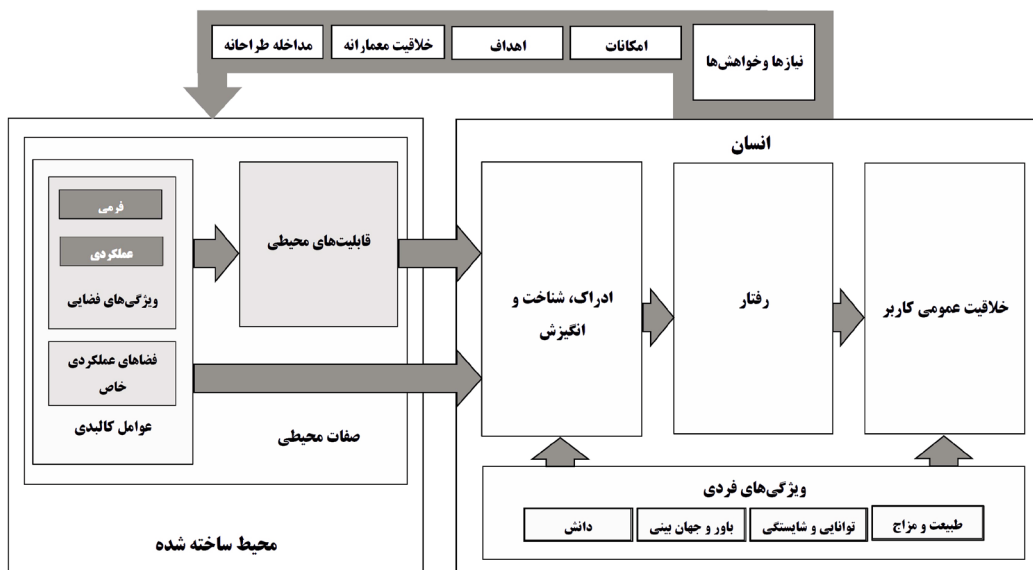 نیازها وخواهش‌ها
امکانات
اهداف
خلاقیت معمارانه
مداخله طراحانه
انسان
خلاقیت عمومی کاربر
رفتار
ادراک، شناخت و
انگیزش
ویژگی‌های فردی
طبیعت و مزاج
توانایی و شایستگی
باور و جهان بینی
دانش
قابلیت‌های محیطی
فرمی
عملکردی
ویژگی‌های فضایی
فضاهای عملکردی
خاص
عوامل کالبدی
صفات محیطی
محیط ساخته شده